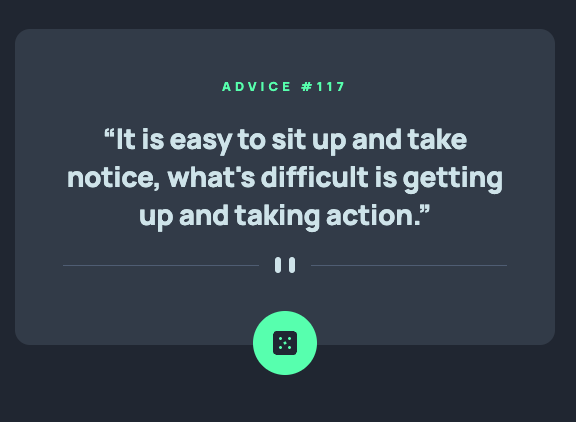 ADVICE #117
“It is easy to sit up and take
notice, what's difficult is getting
up and taking action.”